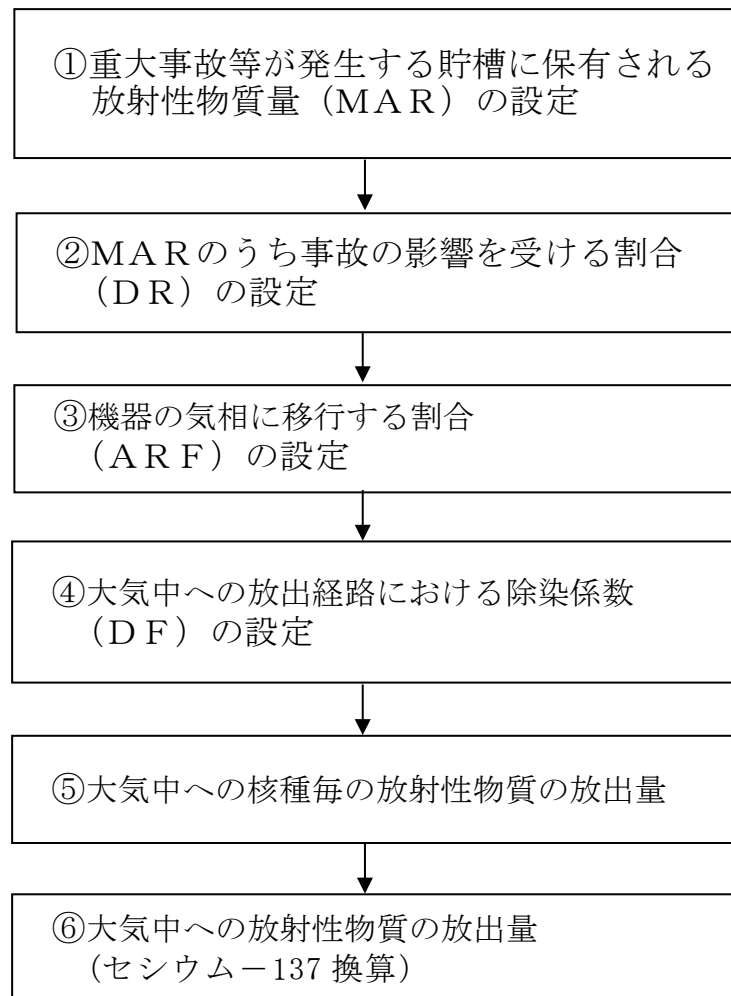 ①重大事故等が発生する貯槽に保有される
放射性物質量（ＭＡＲ）の設定
②ＭＡＲのうち事故の影響を受ける割合
（ＤＲ）の設定
③機器の気相に移行する割合
（ＡＲＦ）の設定
④大気中への放出経路における除染係数
（ＤＦ）の設定
⑤大気中への核種毎の放射性物質の放出量
⑥大気中への放射性物質の放出量
(セシウム－137 換算)